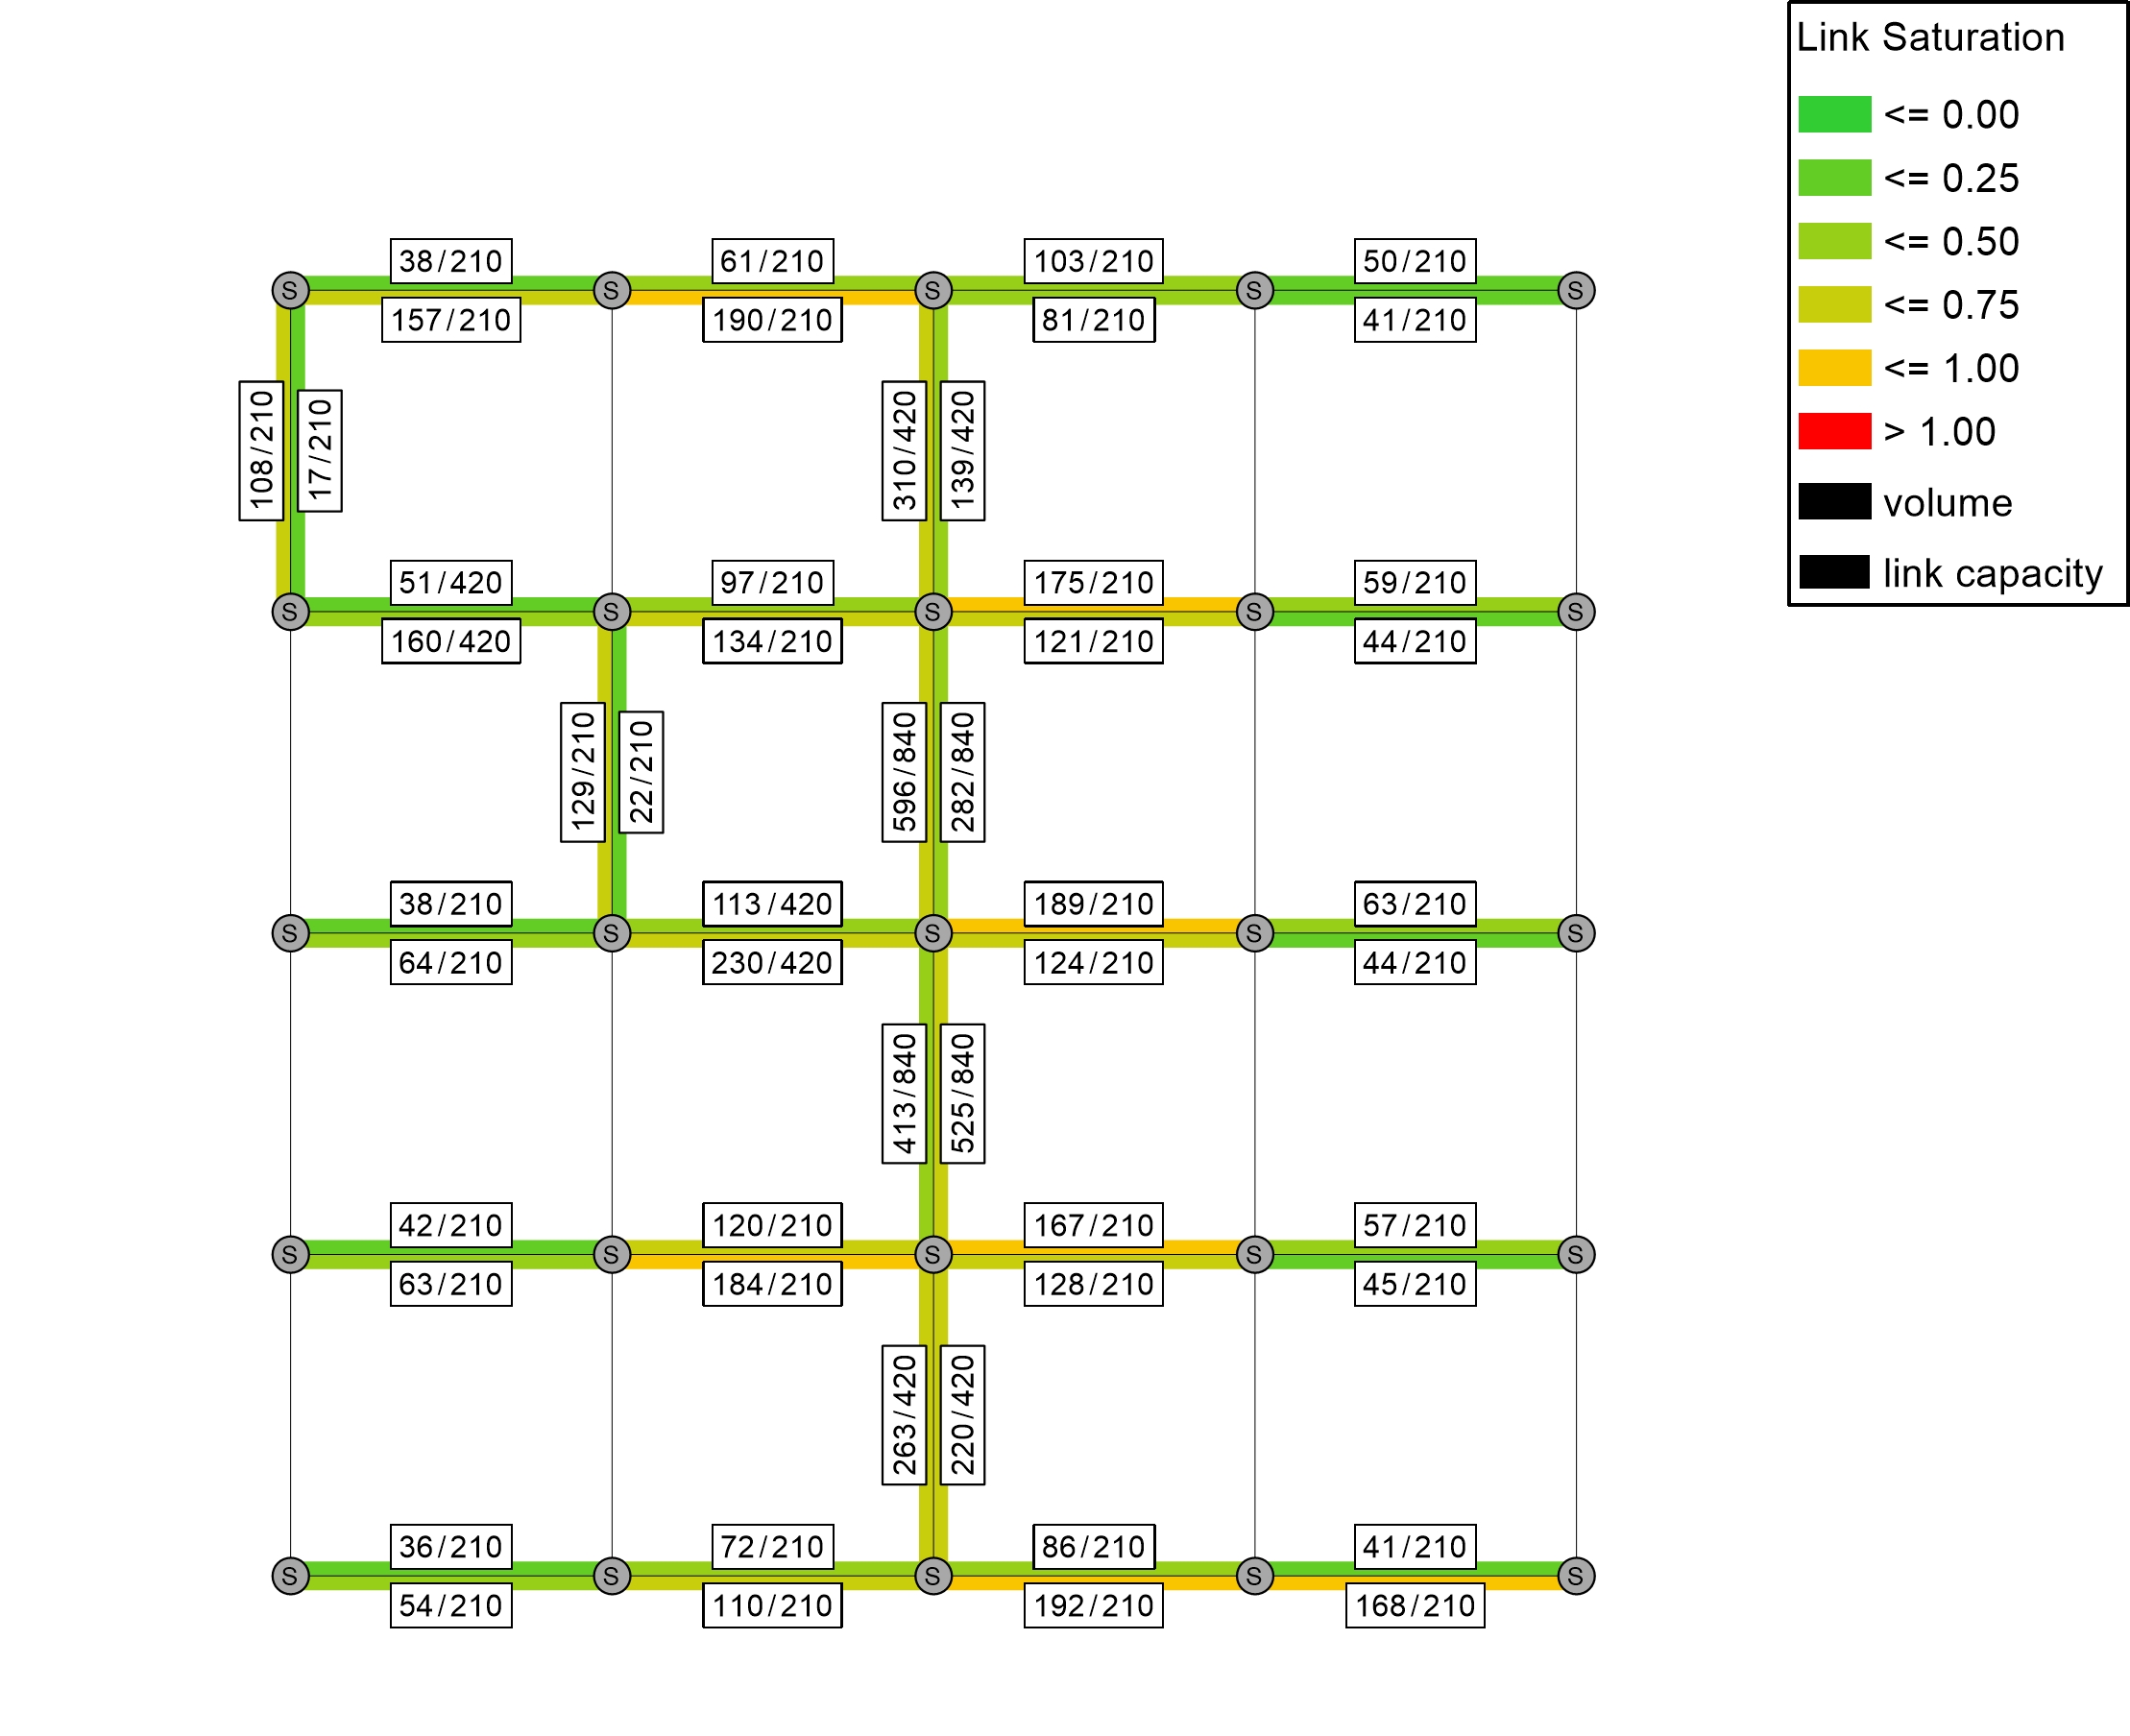 Link Saturation
<= 0.00
<= 0.25
<= 0.50
<= 0.75
<= 1.00
> 1.00
volume
link capacity
38/210
61/210
103/210
50/210
S
S
S
S
S
157/210
190/210
81/210
41/210
108/210
17/210
310/420
139/420
51/420
97/210
175/210
59/210
S
S
S
S
S
160/420
134/210
121/210
44/210
129/210
22/210
596/840
282/840
38/210
113/420
189/210
63/210
S
S
S
S
S
64/210
230/420
124/210
44/210
413/840
525/840
42/210
120/210
167/210
57/210
S
S
S
S
S
63/210
184/210
128/210
45/210
263/420
220/420
36/210
72/210
86/210
41/210
S
S
S
S
S
54/210
110/210
192/210
168/210